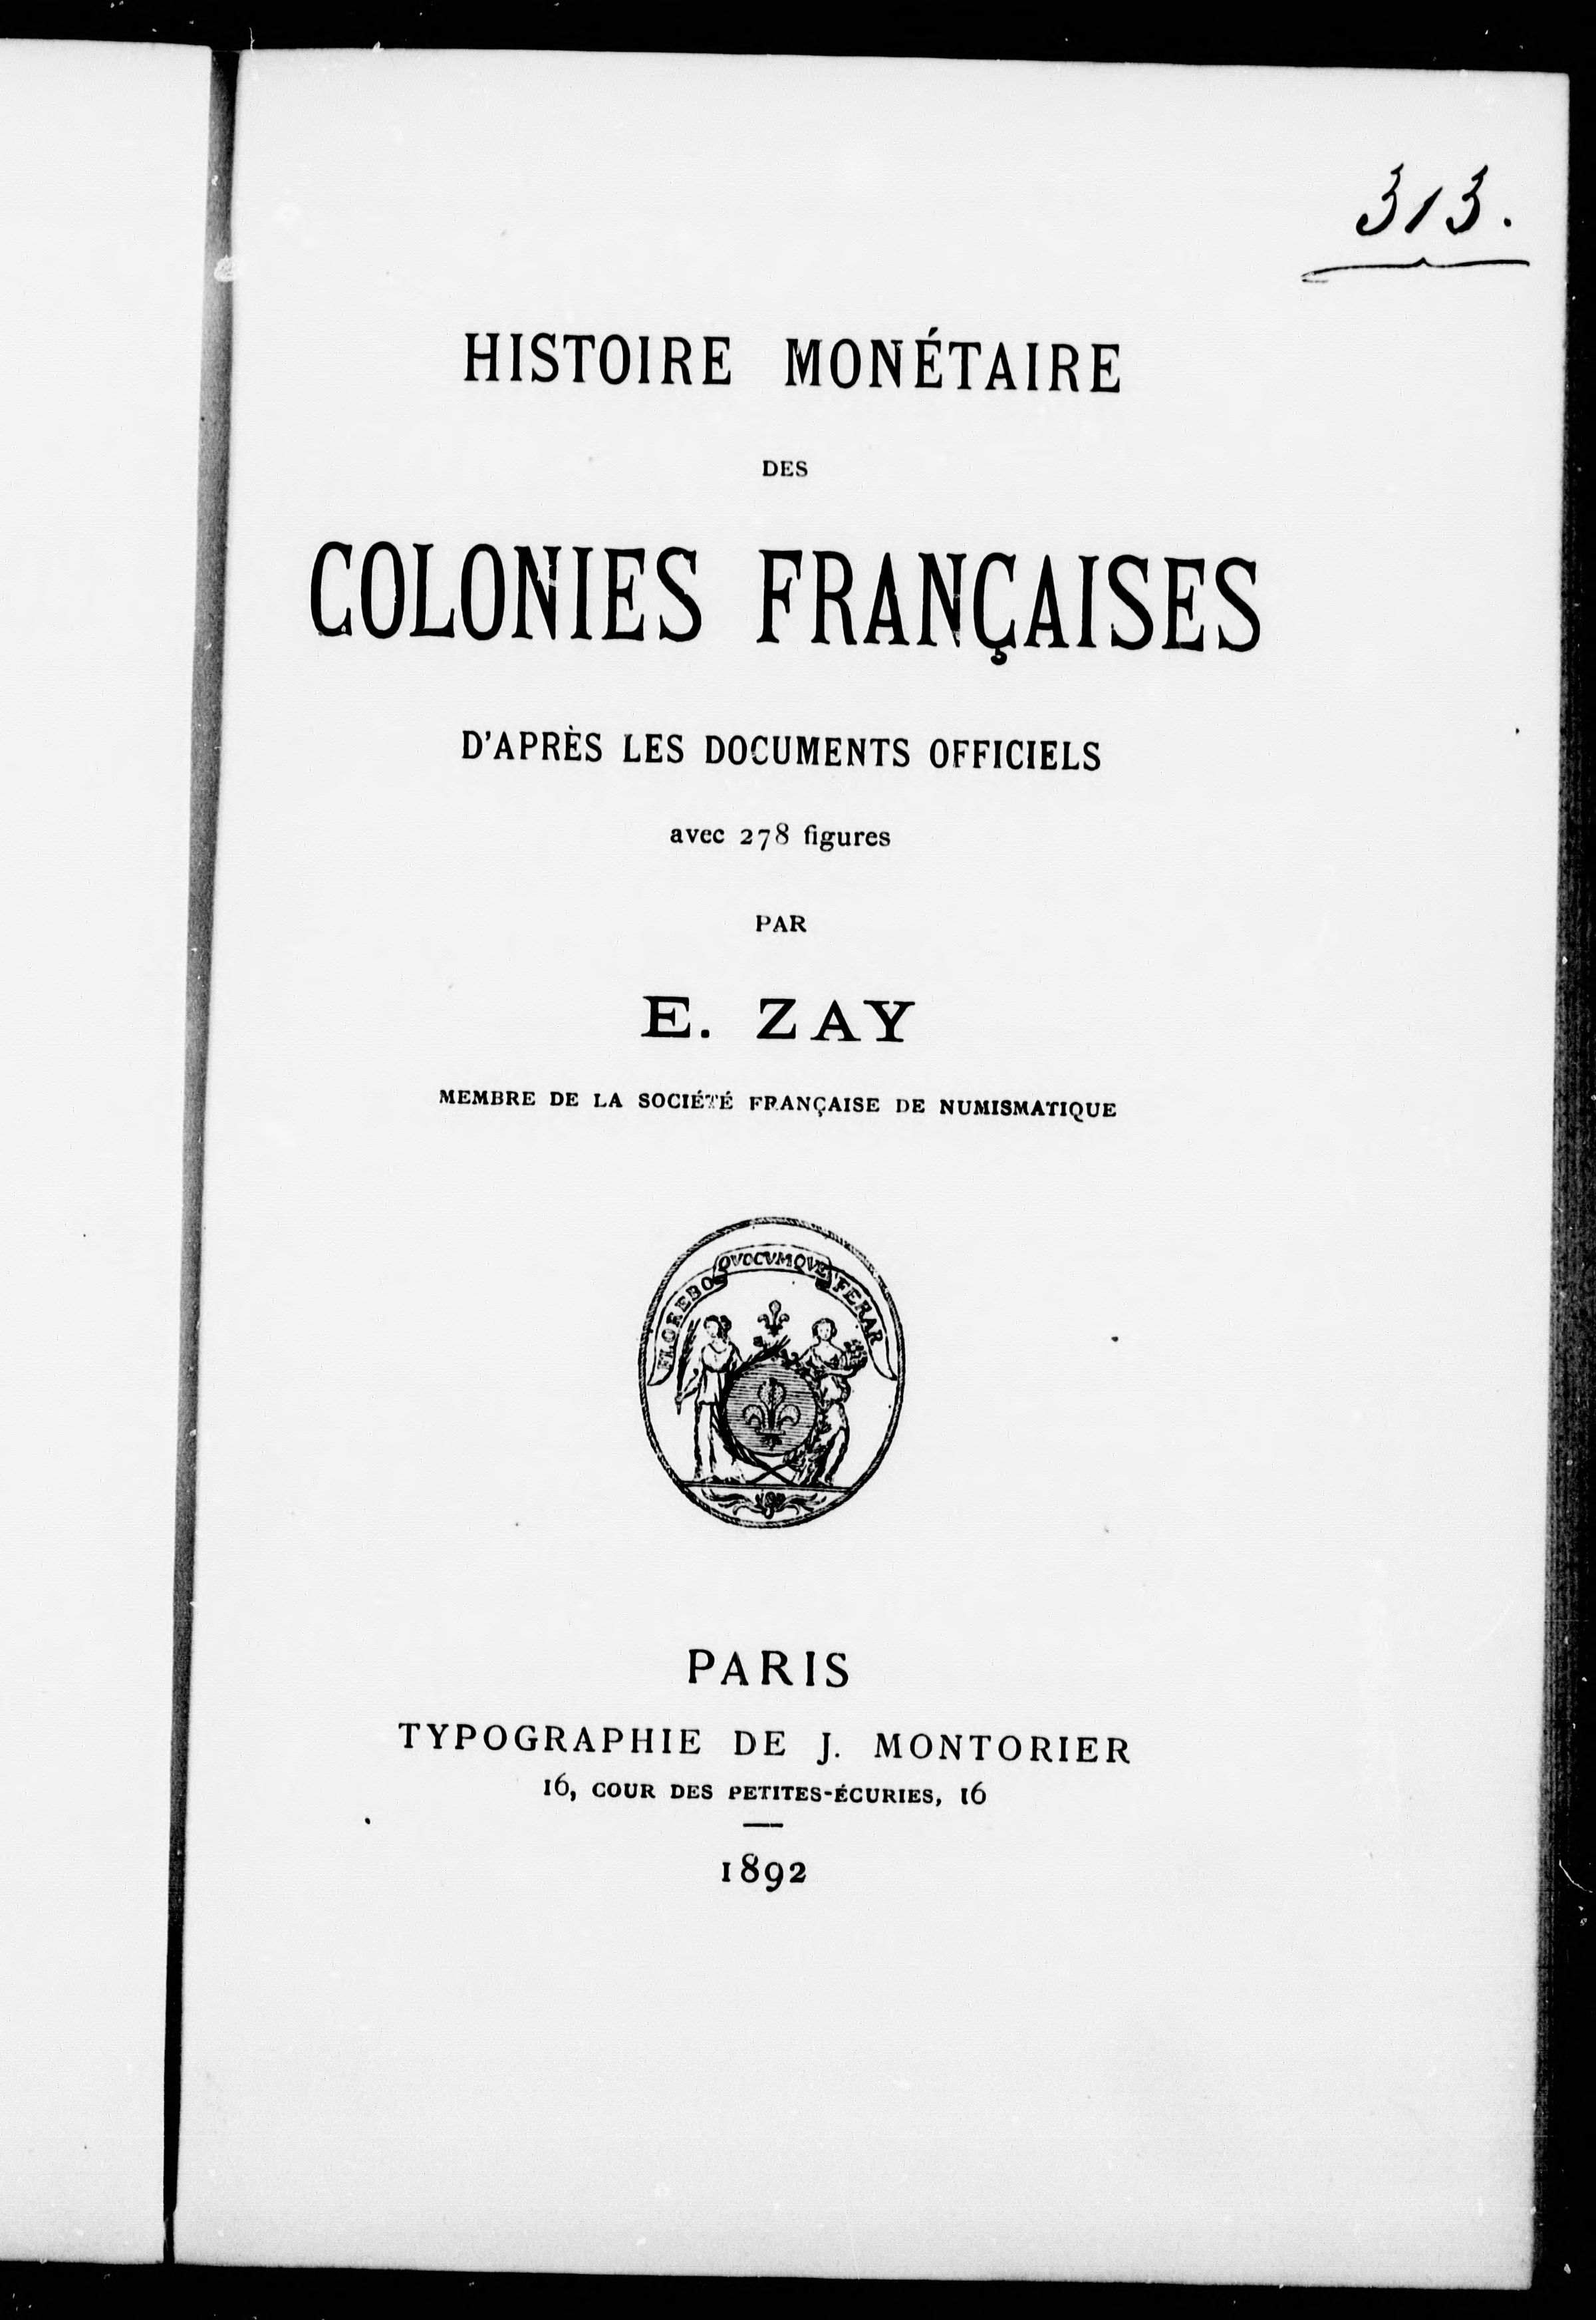 313.
HISTOIRE MONÉTAIRE
DES
COLONIES FRANÇAISES
D'APRÈS LES DOCUMENTS OFFICIELS
avec 278 figures
PAR
E. ZAY
MEMBRE DE LA SOCIÉTÉ FRANÇAISE DE NUMISMATIQUE
FLOREBO QVOCVMQVE FERAR
PARIS
TYPOGRAPHIE DE J. MONTORIER
16, COUR DES PETITES-ÉCURIES, 16
1892